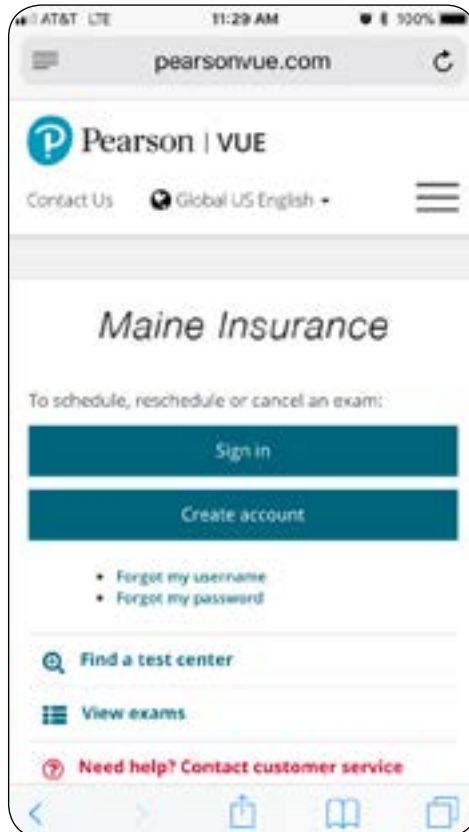 AT&T LTE 11:29 AM 100%
pearsonvue.com
Pearson | VUE
Contact Us Global US English
Maine Insurance
To schedule, reschedule or cancel an exam:
Sign in
Create account
Forgot my username
Forgot my password
Find a test center
View exams
Need help? Contact customer service